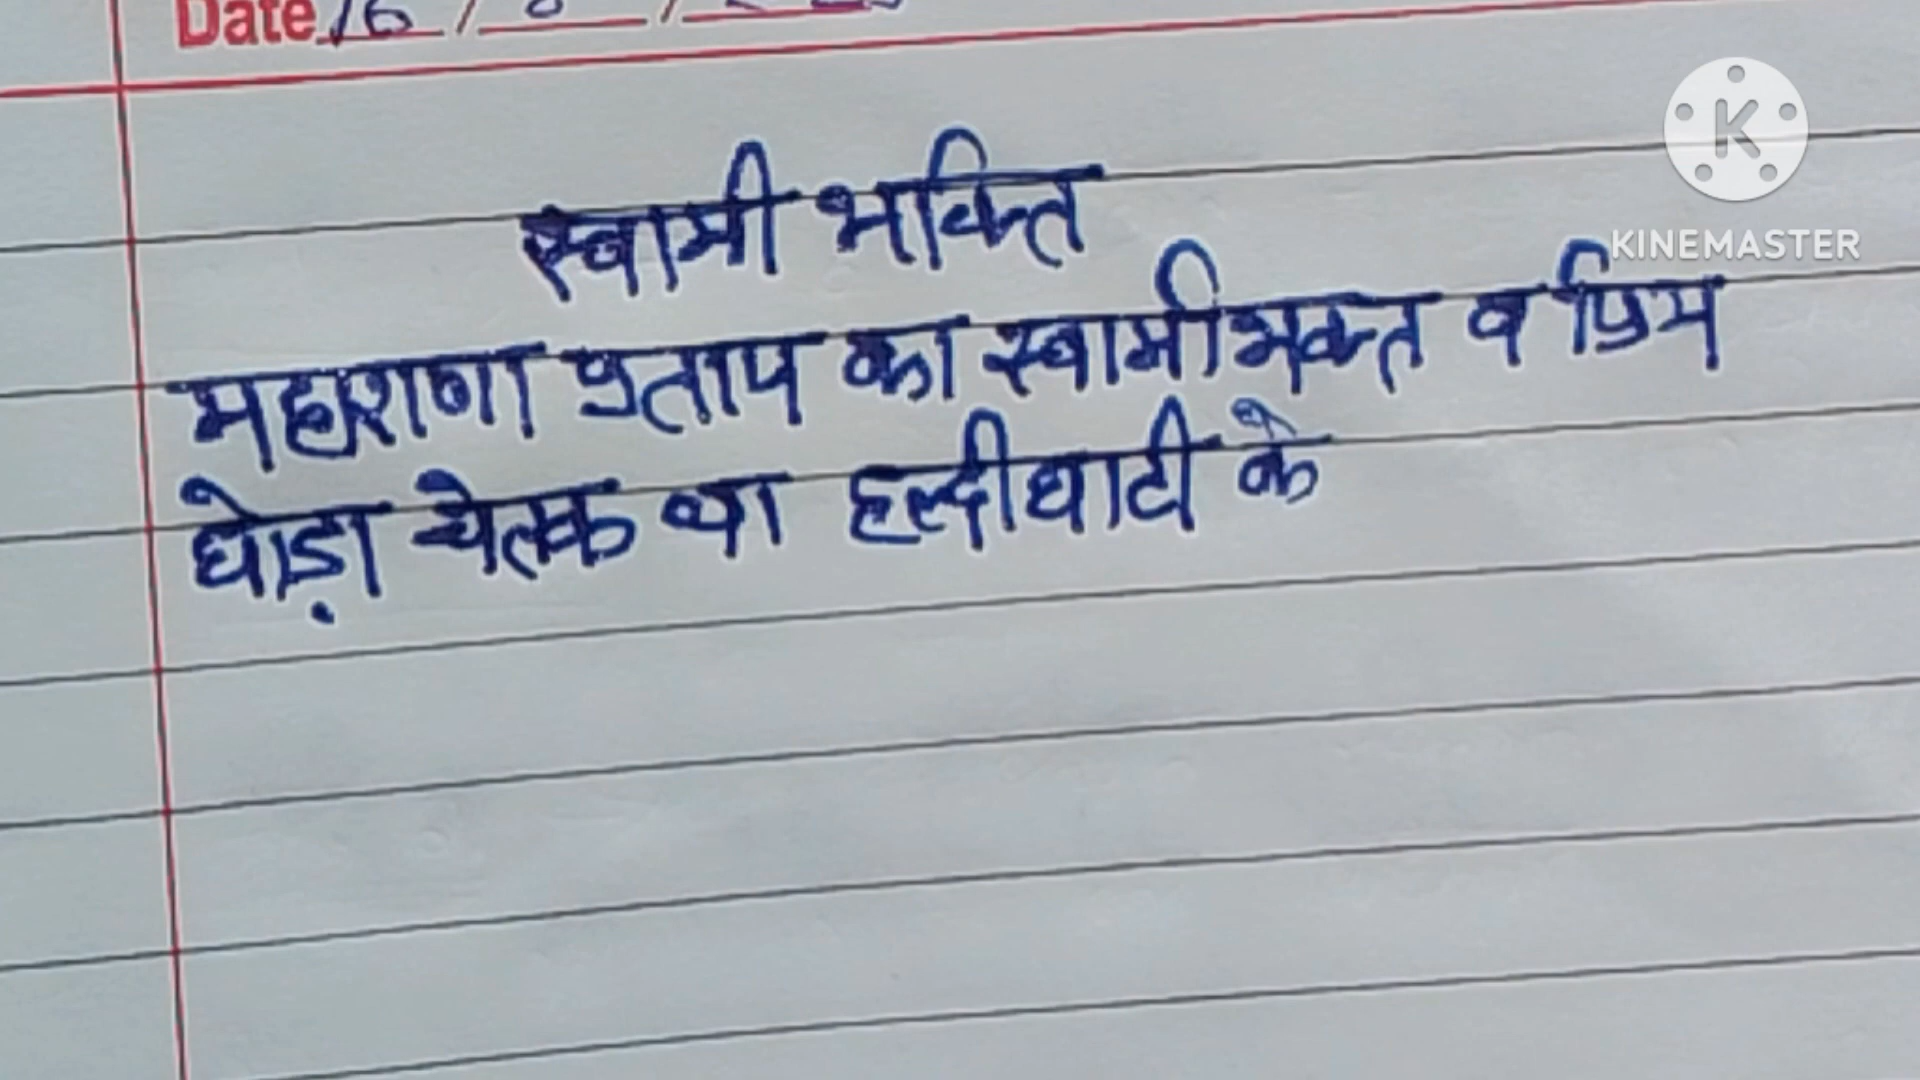 Date 16/
स्वामी भक्ति
KINEMASTER
महाराणा प्रताप का स्वामीभक्त व प्रिय
घोड़ा चेतक था हल्दीघाटी के